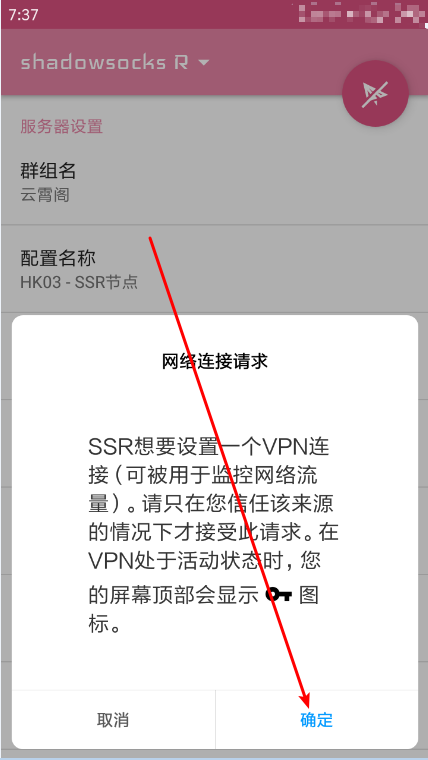 7:37
shadowsocks R
服务器设置
群组名
云霄阁
配置名称
HK03 - SSR节点
网络连接请求
SSR想要设置一个VPN连
接（可被用于监控网络流
量）。请只在您信任该来源
的情况下才接受此请求。在
VPN处于活动状态时，您
的屏幕顶部会显示 图
标。
取消 确定